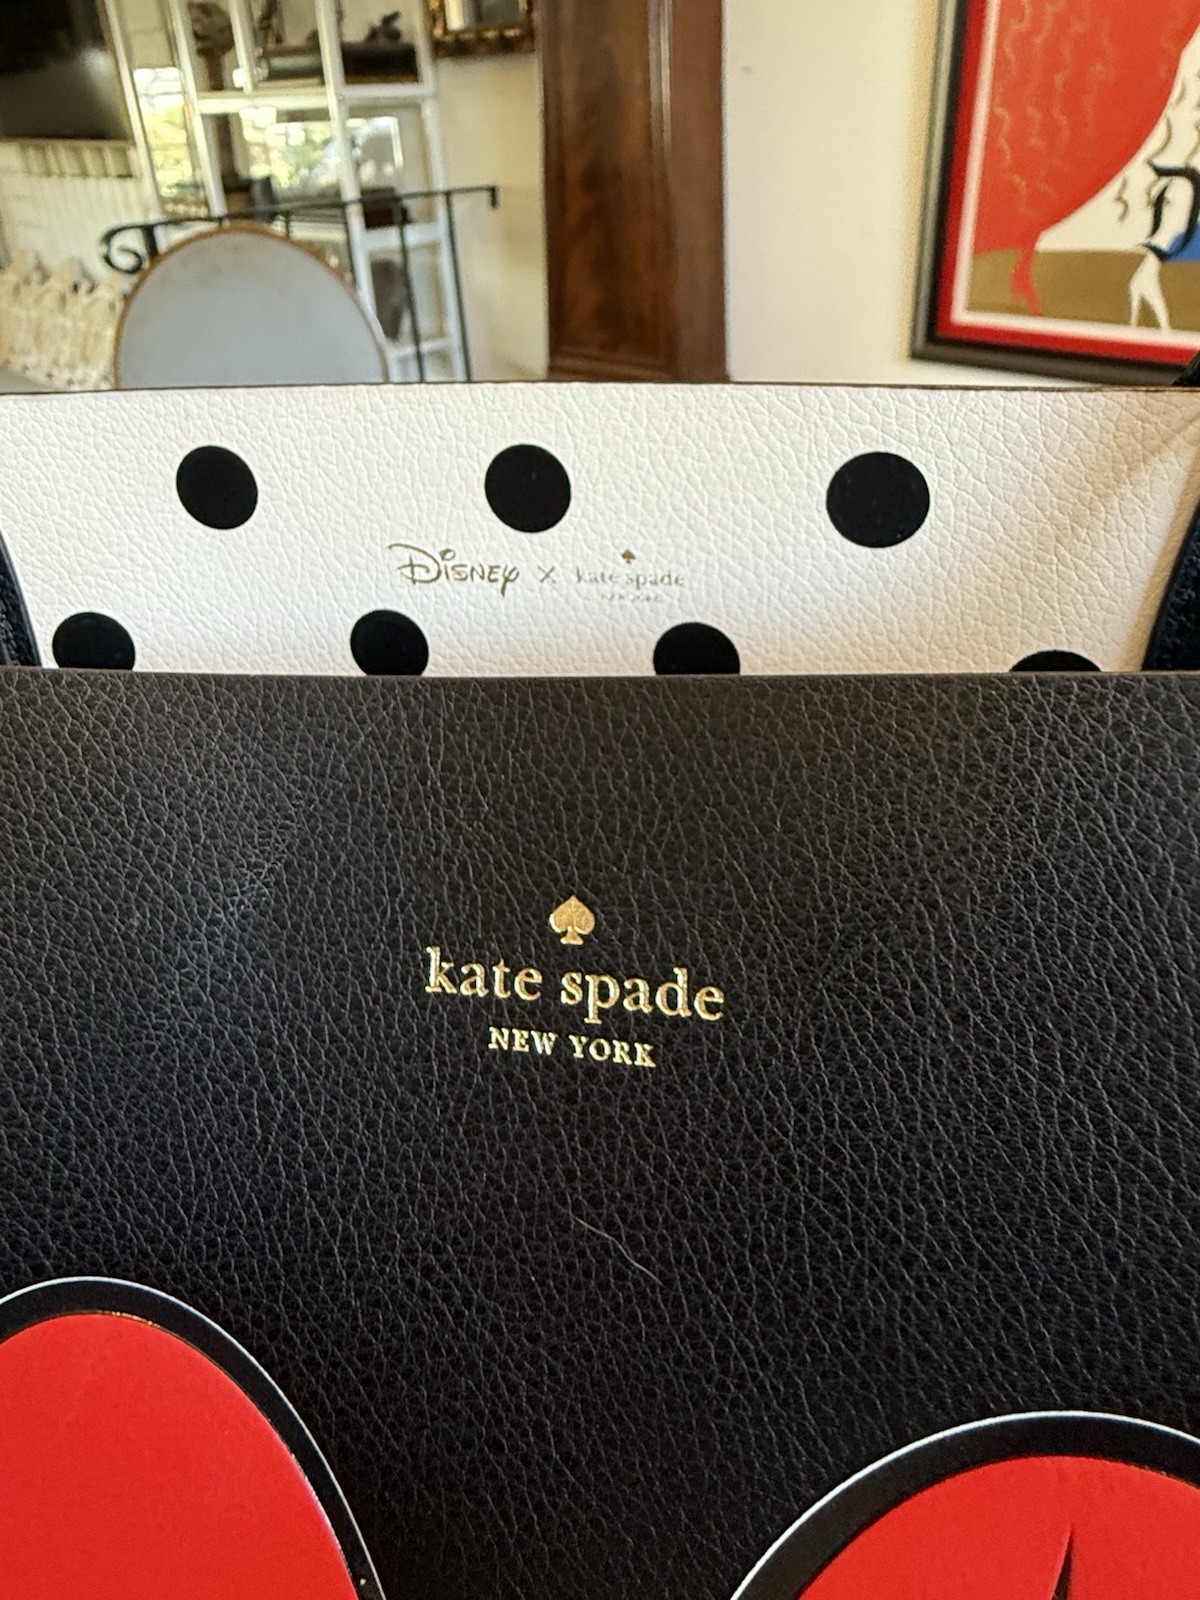 Disney x kate spade
kate spade
NEW YORK